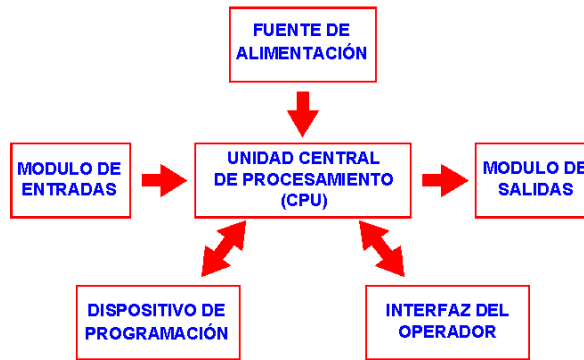 FUENTE DE
ALIMENTACIÓN
MODULO DE
ENTRADAS
UNIDAD CENTRAL
DE PROCESAMIENTO
(CPU)
MODULO DE
SALIDAS
DISPOSITIVO DE
PROGRAMACIÓN
INTERFAZ DEL
OPERADOR